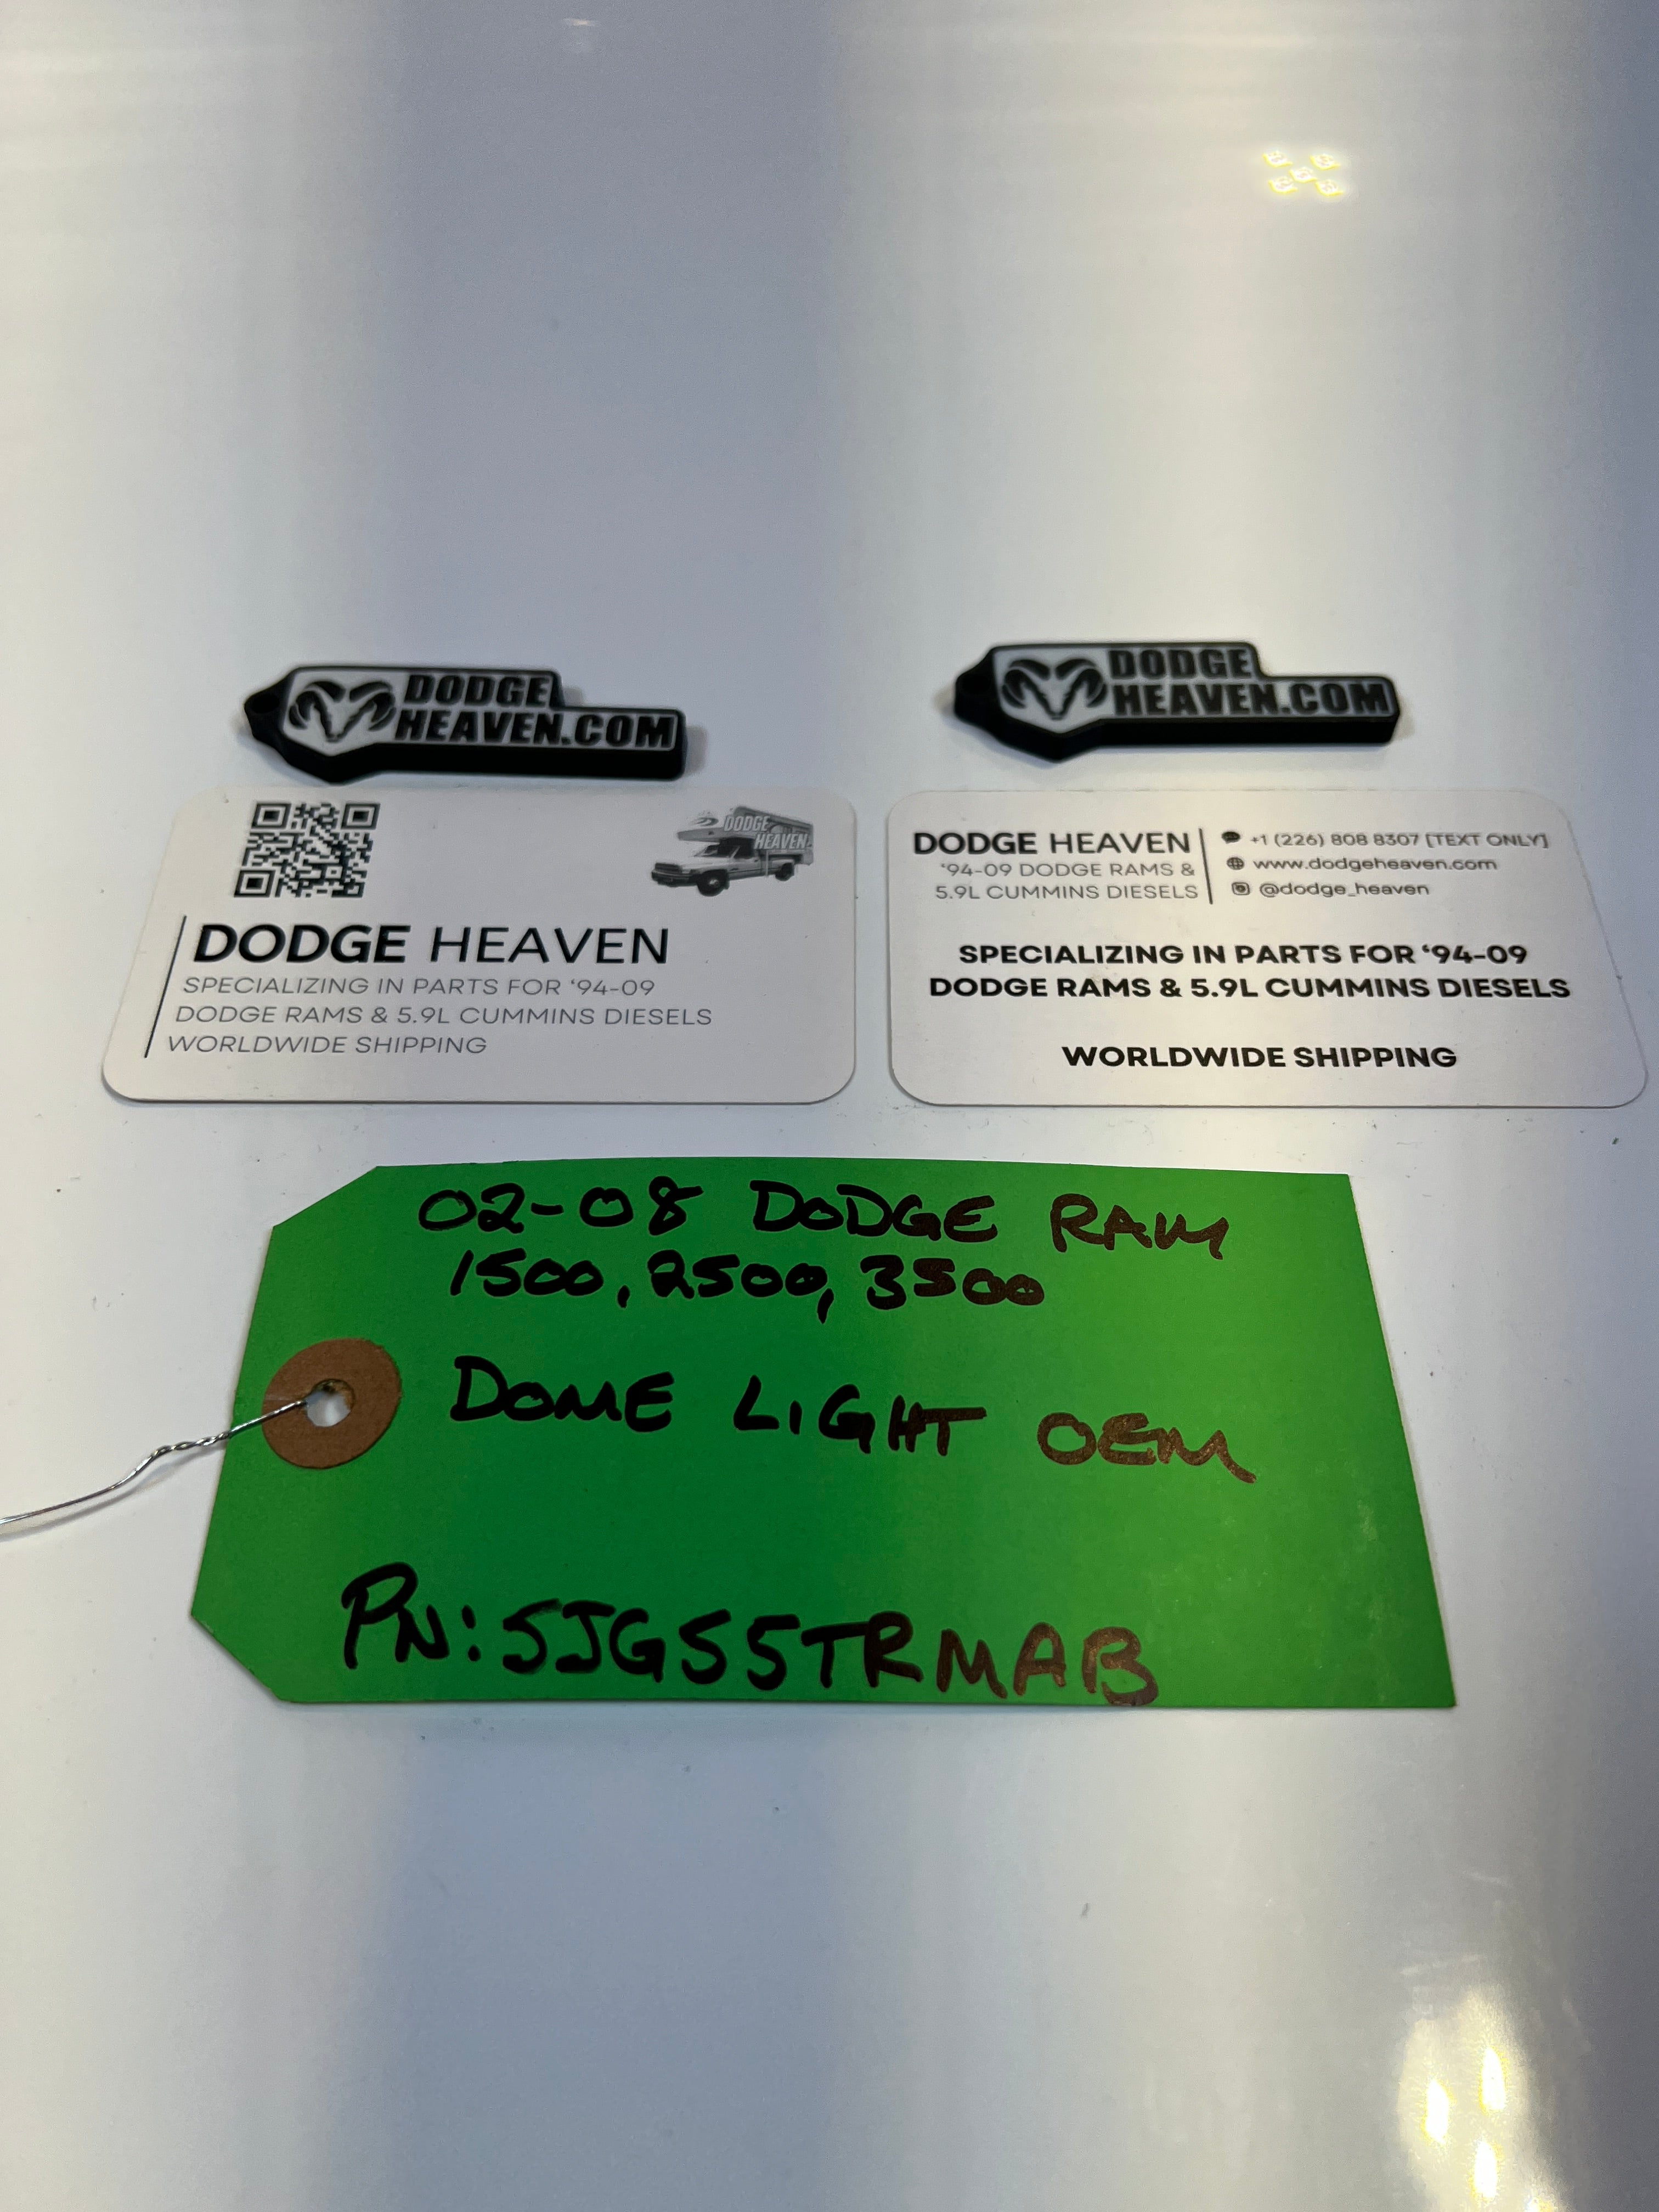 DODGE
HEAVEN.COM
DODGE
HEAVEN.COM
DODGE
HEAVEN
DODGE HEAVEN
SPECIALIZING IN PARTS FOR ‘94-09
DODGE RAMS & 5.9L CUMMINS DIESELS
WORLDWIDE SHIPPING
DODGE HEAVEN
‘94-09 DODGE RAMS &
5.9L CUMMINS DIESELS
+1 (226) 808 8307 [TEXT ONLY]
www.dodgeheaven.com
@dodge_heaven
SPECIALIZING IN PARTS FOR ‘94-09
DODGE RAMS & 5.9L CUMMINS DIESELS
WORLDWIDE SHIPPING
02-08 DODGE RAM
1500, 2500, 3500
DOME LIGHT OEM
PN: 5JG55TRMAB